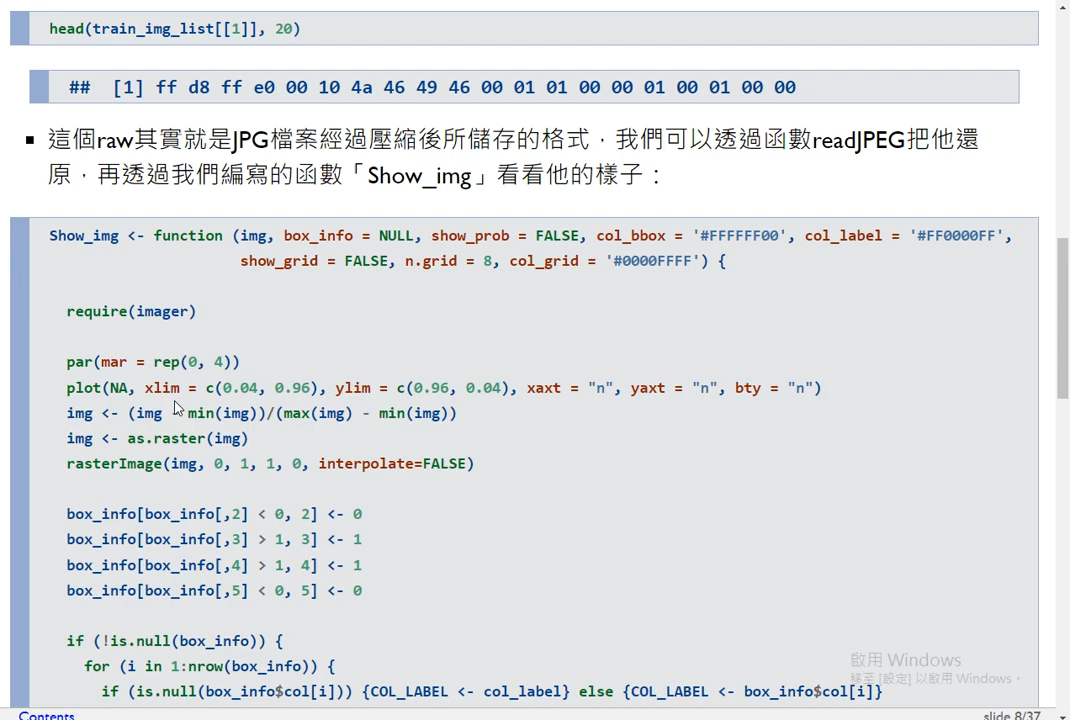 head(train_img_list[[1]], 20)
## [1] ff d8 ff e0 00 10 4a 46 49 46 00 01 01 00 00 01 00 01 00 00
這個raw其實就是JPG檔案經過壓縮後所儲存的格式，我們可以透過函數readJPEG把他還
原，再透過我們編寫的函數「Show_img」看看他的樣子：
Show_img <- function (img, box_info = NULL, show_prob = FALSE, col_bbox = '#FFFFFF00', col_label = '#FF0000FF',
show_grid = FALSE, n.grid = 8, col_grid = '#0000FFFF') {
require(imager)
par(mar = rep(0, 4))
plot(NA, xlim = c(0.04, 0.96), ylim = c(0.96, 0.04), xaxt = "n", yaxt = "n", bty = "n")
img <- (img min(img))/(max(img) - min(img))
img <- as.raster(img)
rasterImage(img, 0, 1, 1, 0, interpolate=FALSE)
box_info[box_info[,2] < 0, 2] <- 0
box_info[box_info[,3] > 1, 3] <- 1
box_info[box_info[,4] > 1, 4] <- 1
box_info[box_info[,5] < 0, 5] <- 0
if (!is.null(box_info)) {
for (i in 1:nrow(box_info)) {
if (is.null(box_info$col[i])) {COL_LABEL <- col_label} else {COL_LABEL <- box_info$col[i]}
啟用 Windows
移至 [設定] 以啟用 Windows。
Contents
slide 8/37